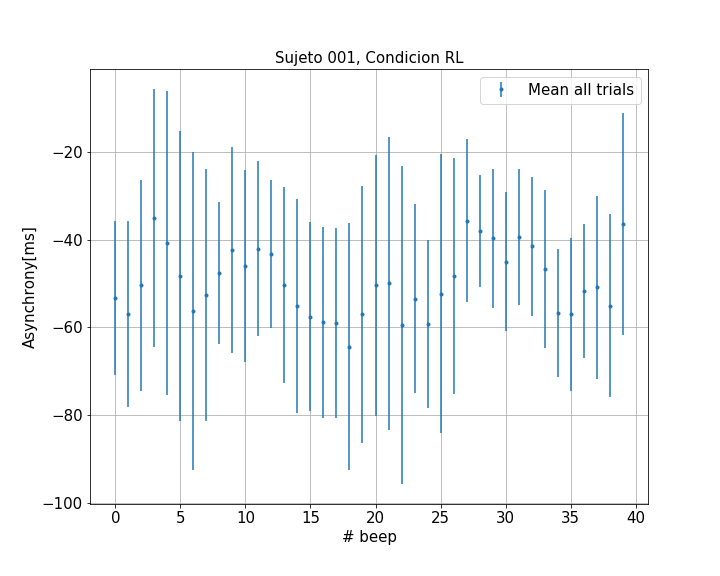 Sujeto 001, Condicion RL
Mean all trials
Asynchrony[ms]
−20
−40
−60
−80
−100
0 5 10 15 20 25 30 35 40
# beep